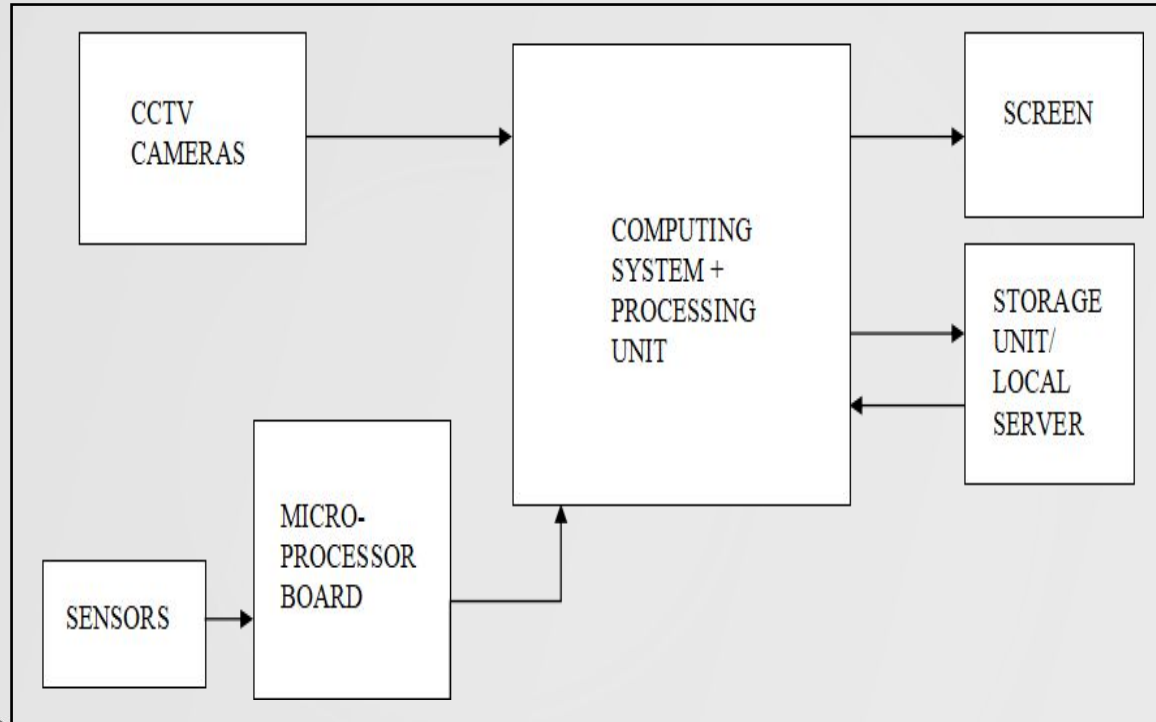 CCTV
CAMERAS
COMPUTING
SYSTEM +
PROCESSING
UNIT
SCREEN
STORAGE
UNIT/
LOCAL
SERVER
MICRO-
PROCESSOR
BOARD
SENSORS